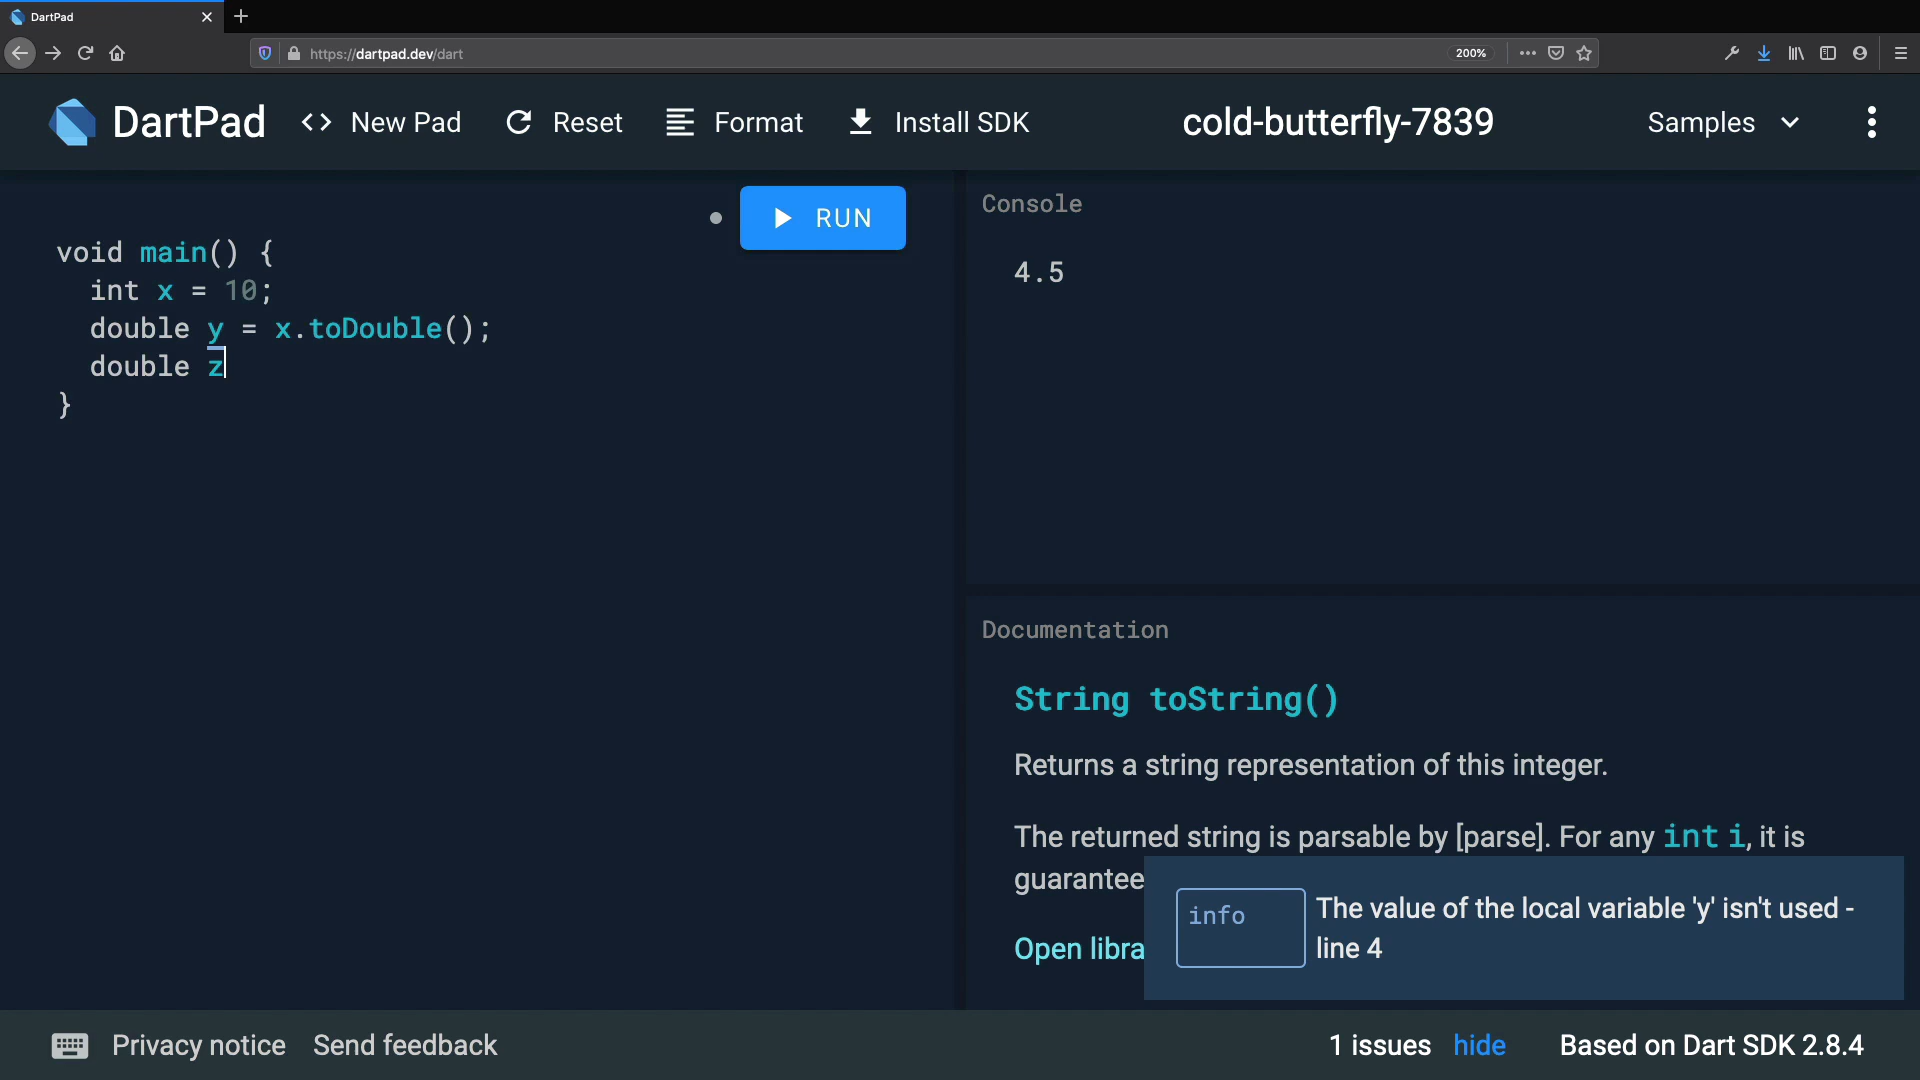 DartPad
https://dartpad.dev/dart
200%
DartPad
New Pad
Reset
Format
Install SDK
cold-butterfly-7839
Samples
RUN
void main() {
int x = 10;
double y = x.toDouble();
double z
}
Console
4.5
Documentation
String toString()
Returns a string representation of this integer.
The returned string is parsable by [parse]. For any int i, it is
guarantee
Open libra
info
The value of the local variable 'y' isn't used -
line 4
Privacy notice
Send feedback
1 issues
hide
Based on Dart SDK 2.8.4